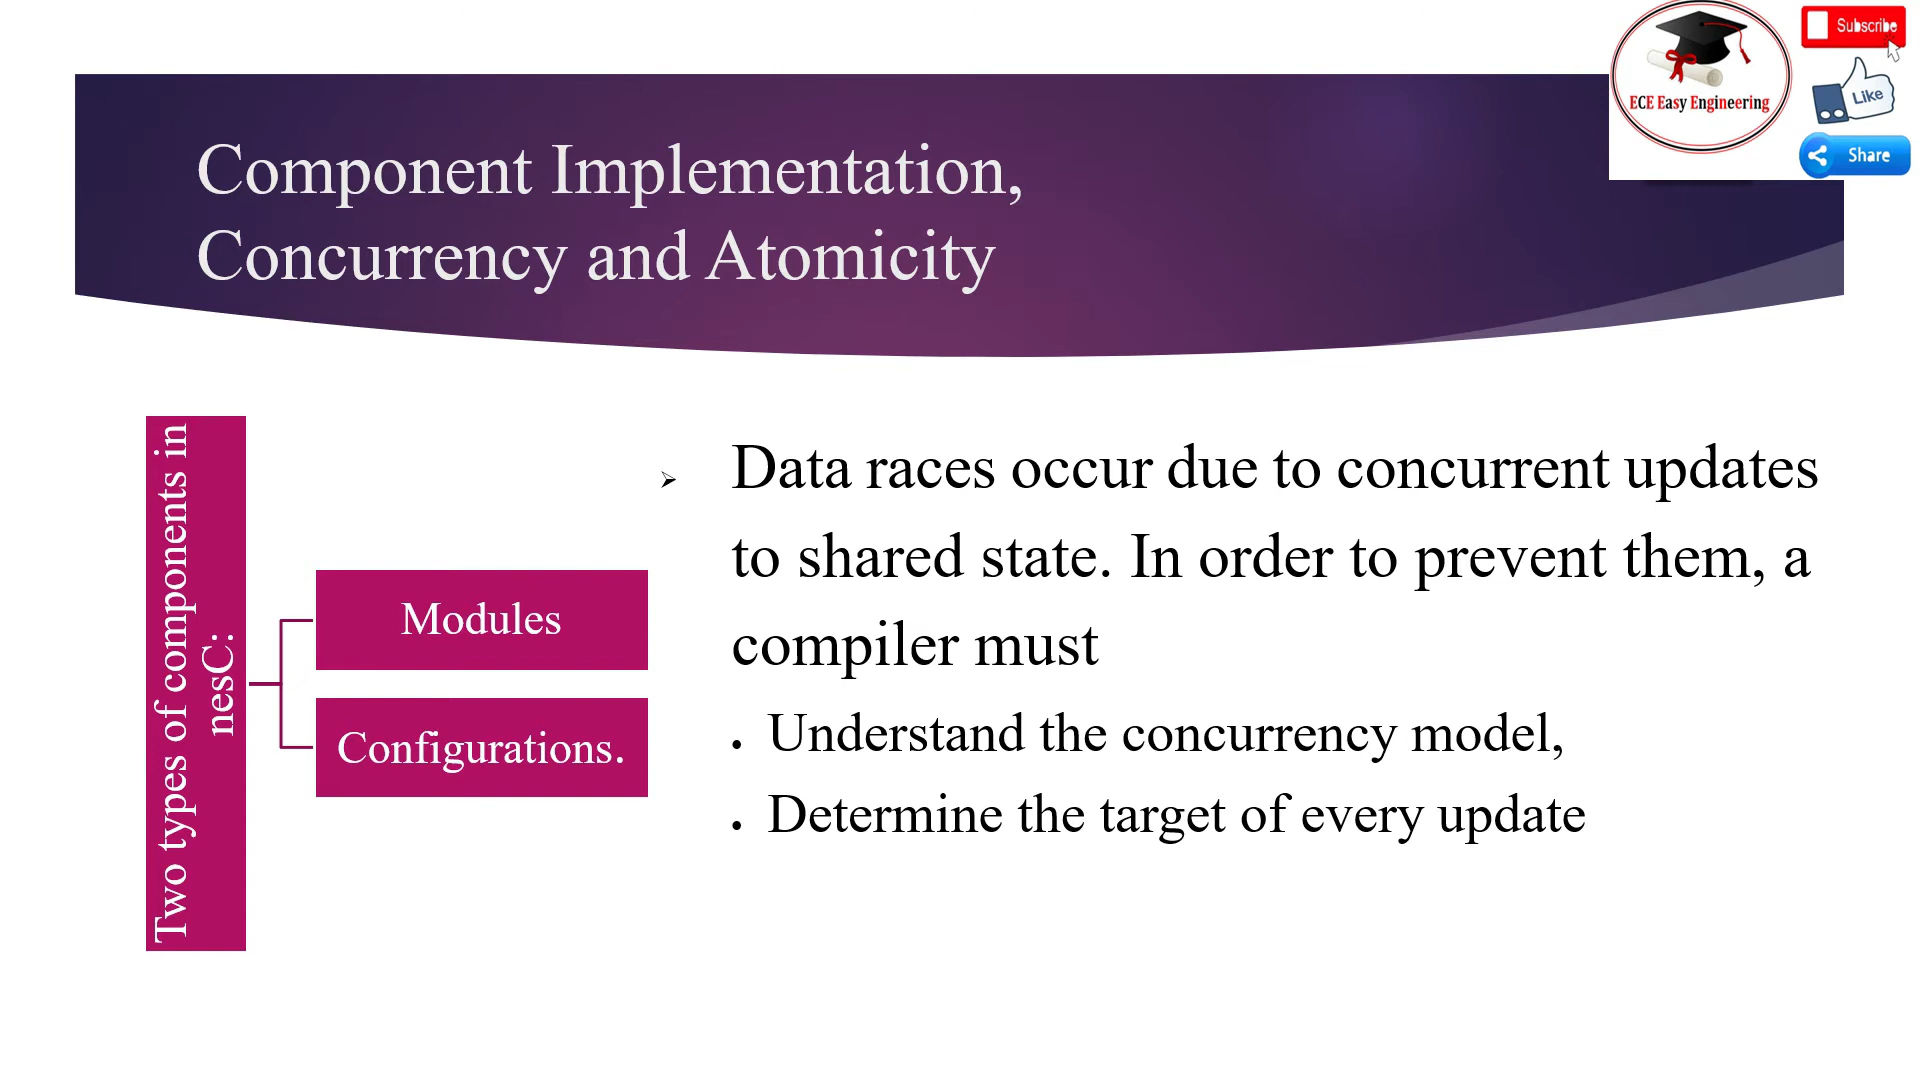 Subscribe
ECE Easy Engineering
Like
Share
Component Implementation,
Concurrency and Atomicity
Two types of components in
nesC:
Modules
Configurations.
➢ Data races occur due to concurrent updates
to shared state. In order to prevent them, a
compiler must
• Understand the concurrency model,
• Determine the target of every update